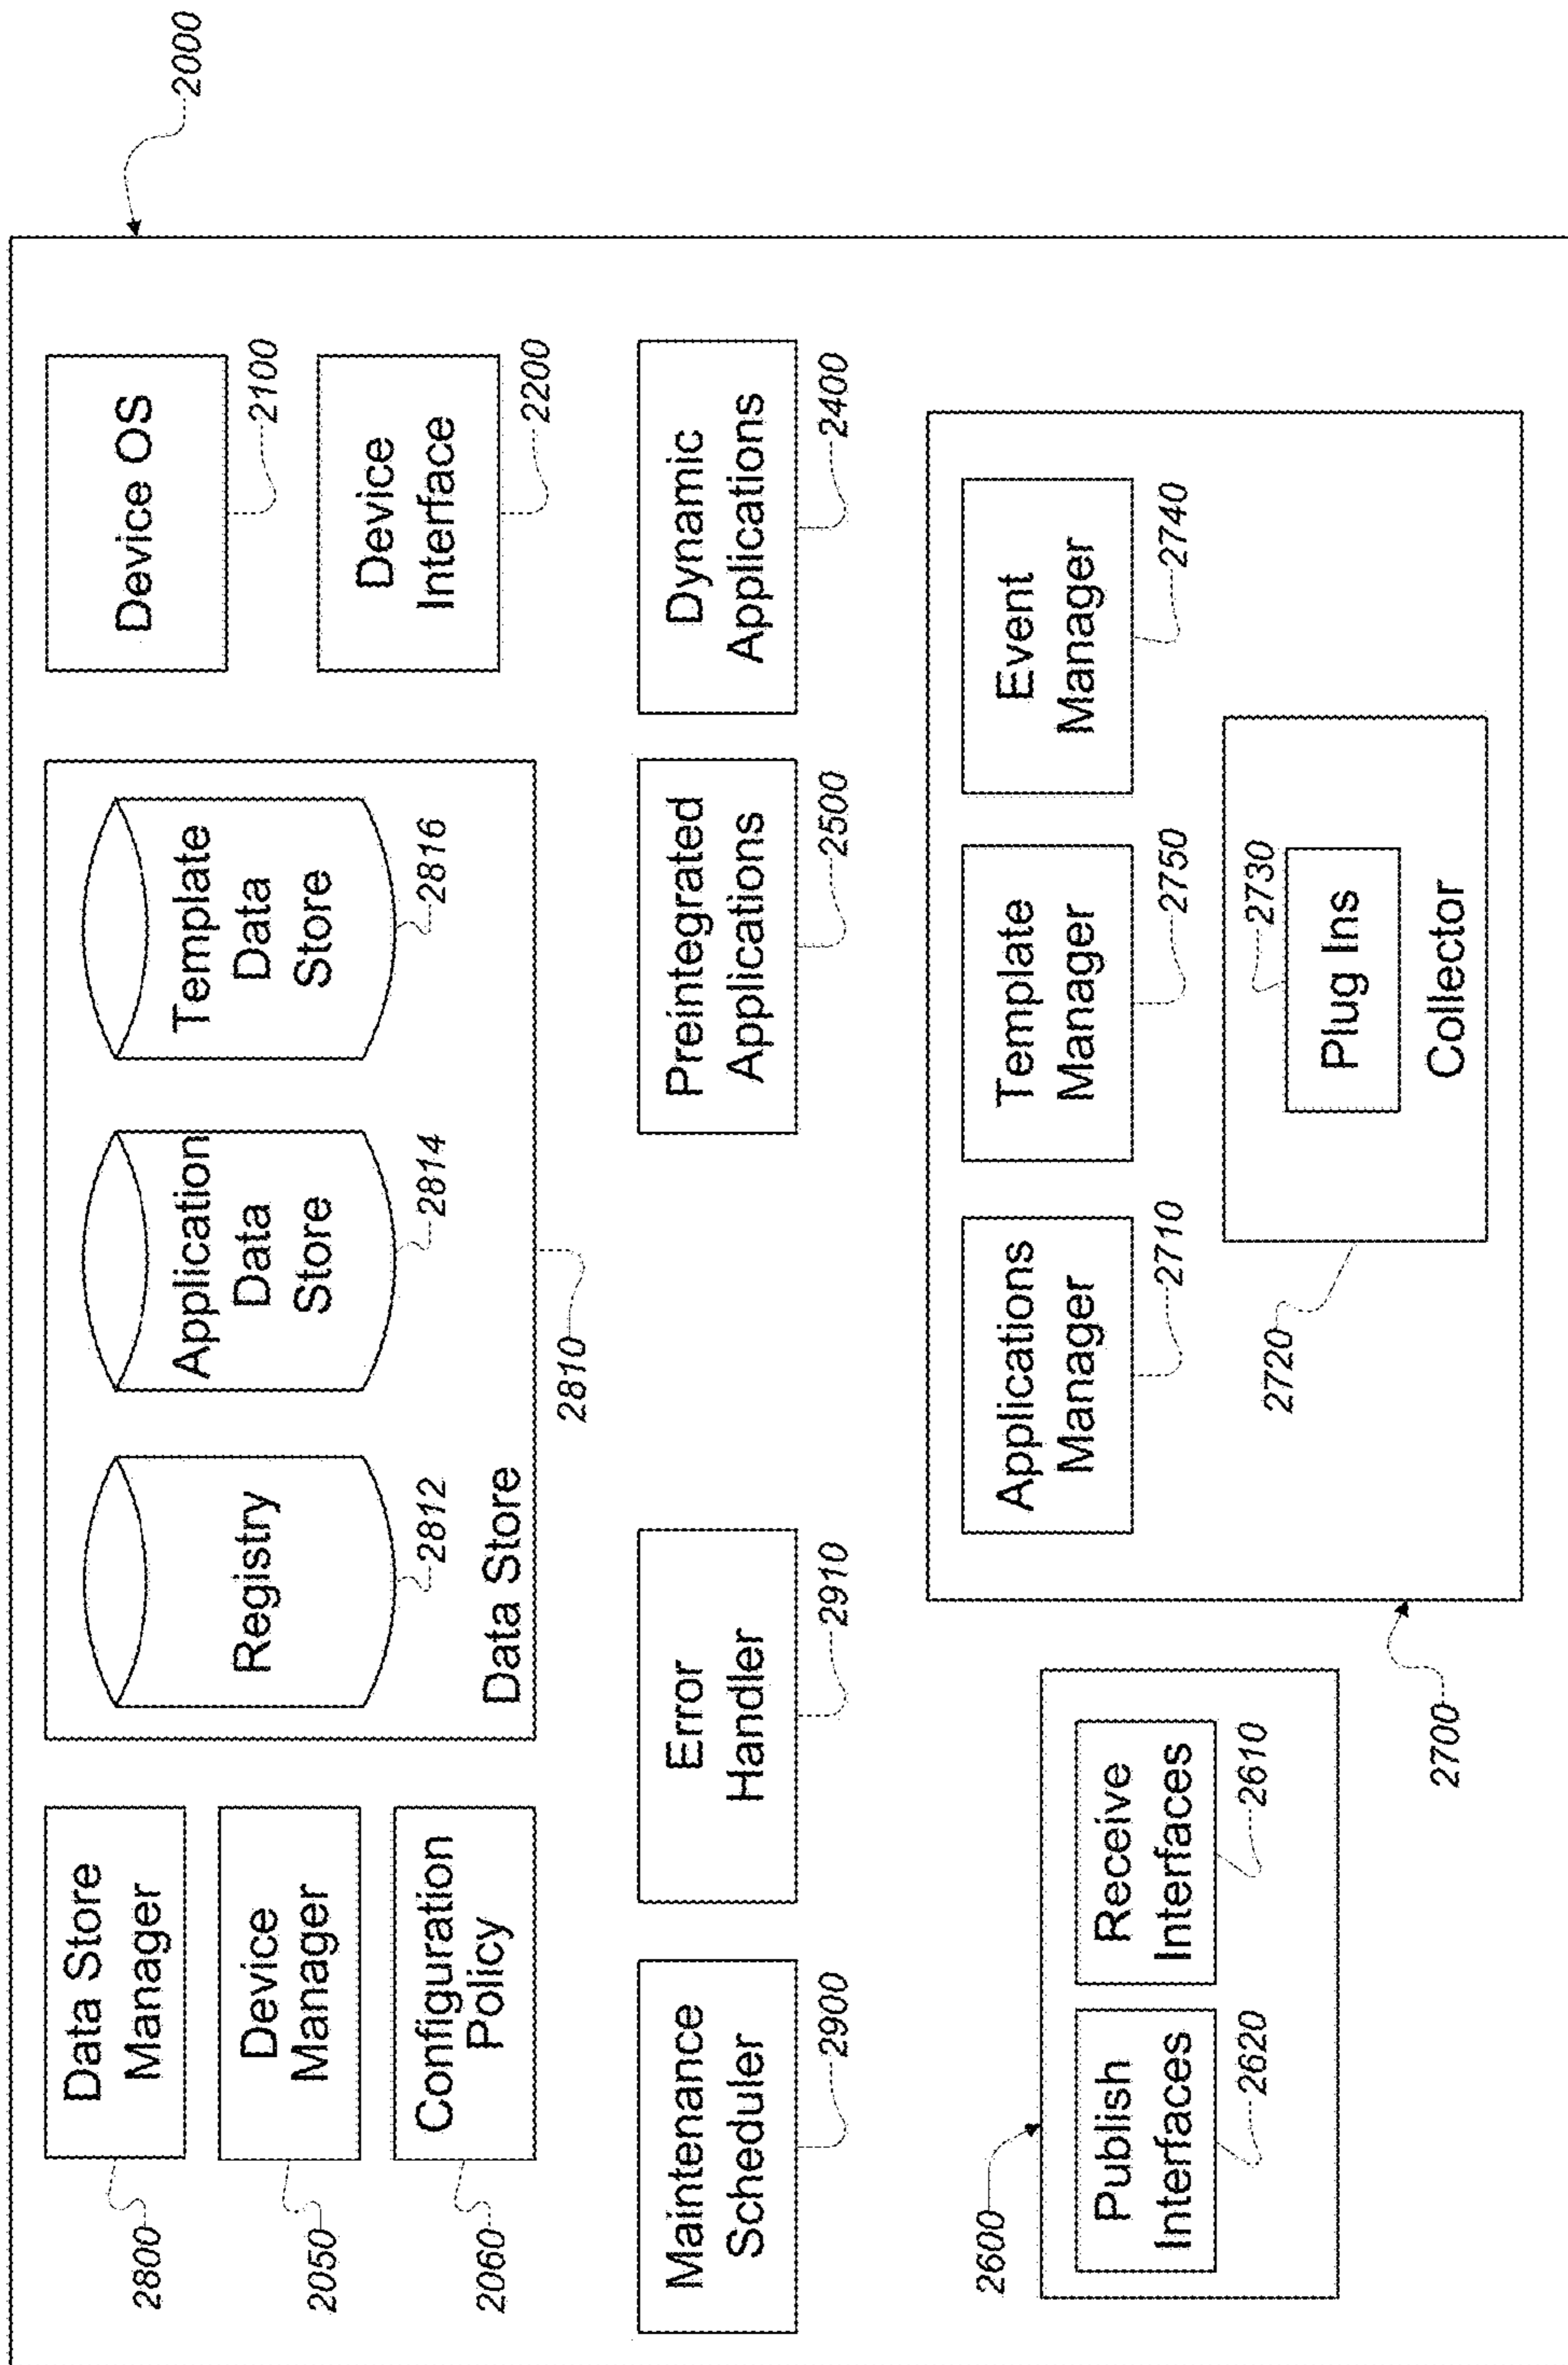 2000
Data Store
Manager
2800
Device
Manager
2050
Configuration
Policy
2060
Registry
2812
Application
Data
Store
2814
Template
Data
Store
2816
Data Store
2810
Device OS
2100
Device
Interface
2200
Maintenance
Scheduler
2900
Error
Handler
2910
Preintegrated
Applications
2500
Dynamic
Applications
2400
2600
Publish
Interfaces
2620
Receive
Interfaces
2610
2700
Applications
Manager
2710
Template
Manager
2750
Event
Manager
2740
2720
2730
Plug Ins
Collector